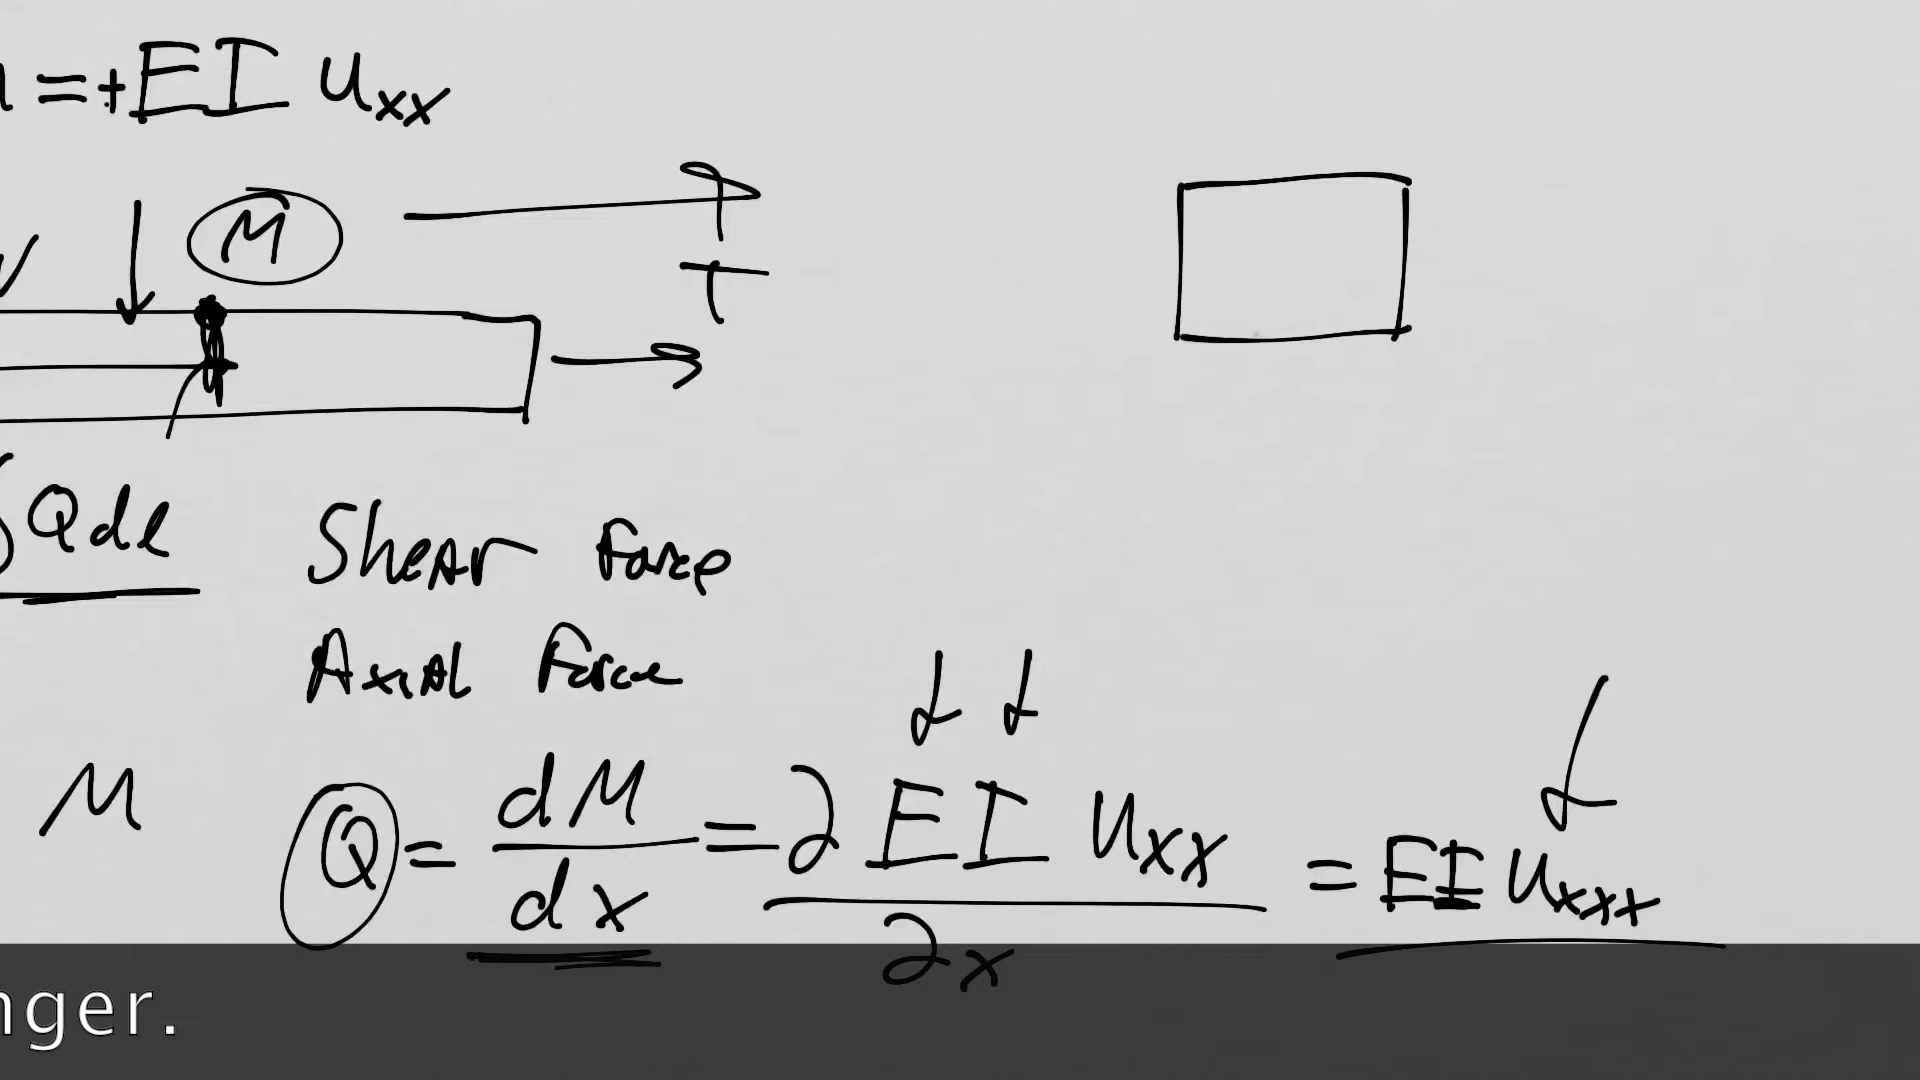 =+EI uxx
M
T
T
Qdl Shear Force
Axial Force
M Q = dM/dx = ∂EI uxx/∂x = EI uxxx
nger.